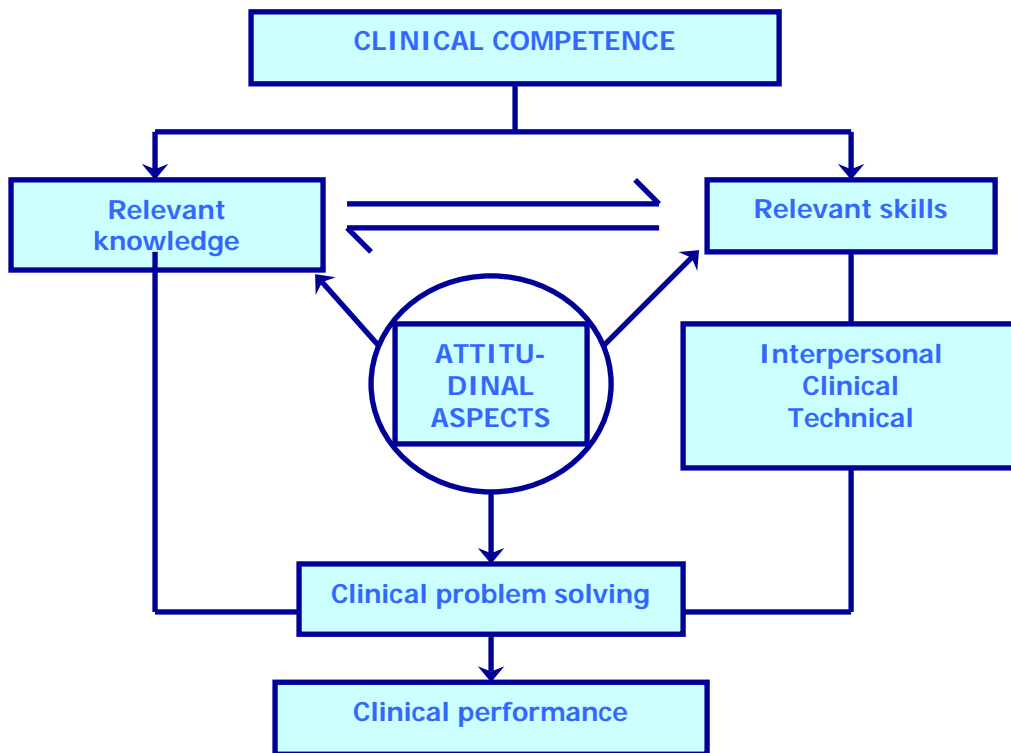 CLINICAL COMPETENCE
Relevant
knowledge
Relevant skills
ATTITU-
DINAL
ASPECTS
Interpersonal
Clinical
Technical
Clinical problem solving
Clinical performance